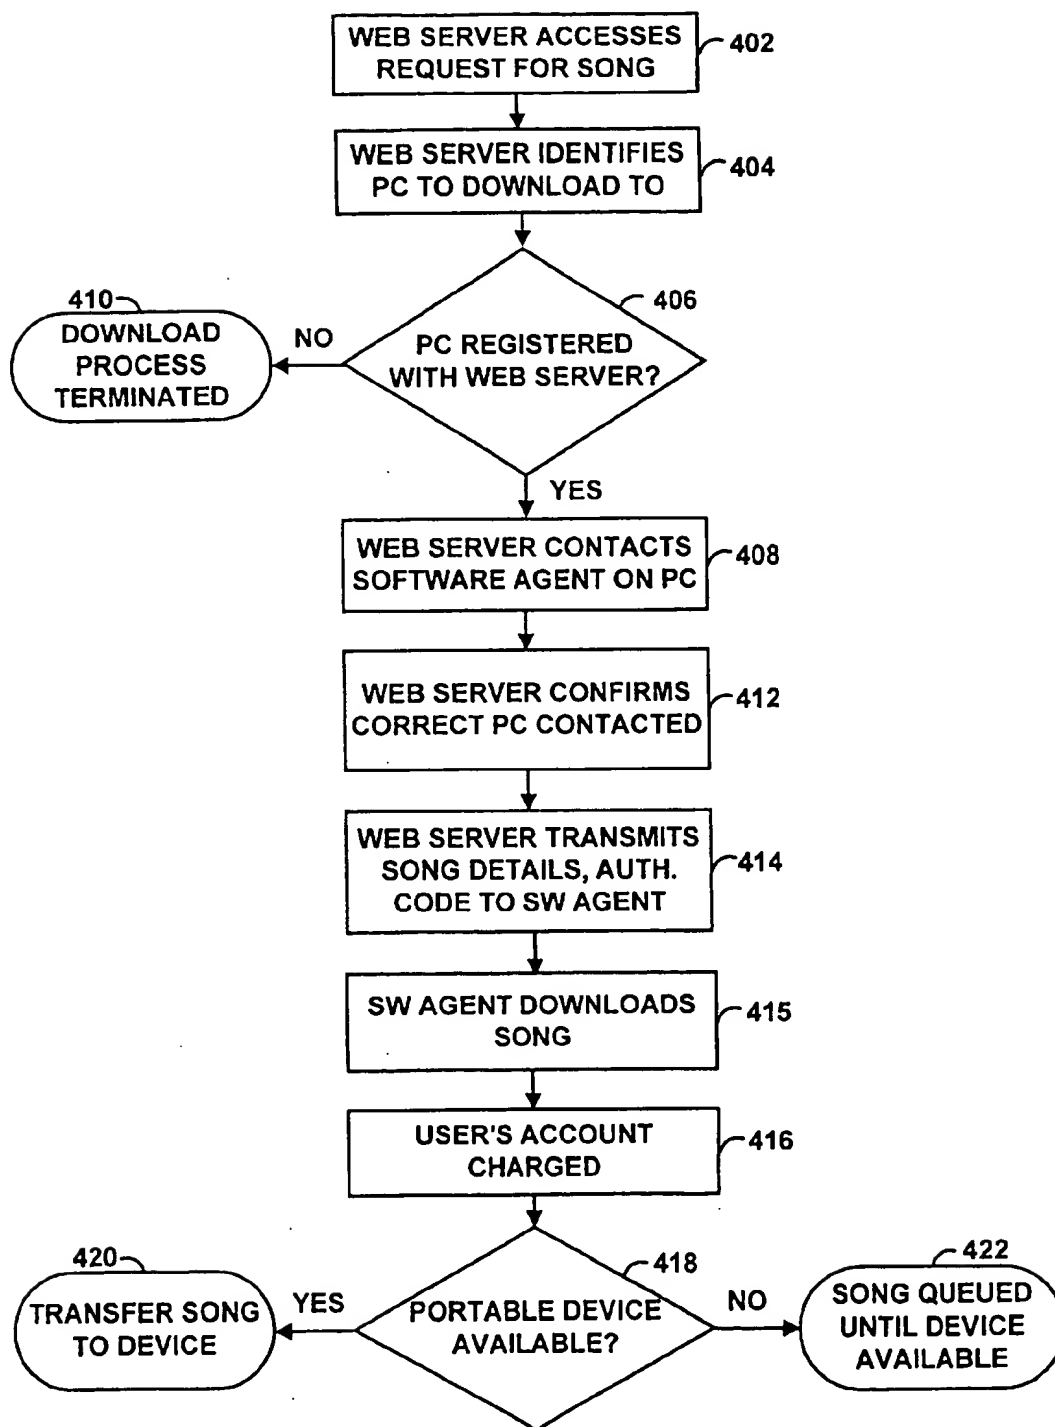 WEB SERVER ACCESSES
REQUEST FOR SONG
402
WEB SERVER IDENTIFIES
PC TO DOWNLOAD TO
404
406
PC REGISTERED
WITH WEB SERVER?
NO
410
DOWNLOAD
PROCESS
TERMINATED
YES
WEB SERVER CONTACTS
SOFTWARE AGENT ON PC
408
WEB SERVER CONFIRMS
CORRECT PC CONTACTED
412
WEB SERVER TRANSMITS
SONG DETAILS, AUTH.
CODE TO SW AGENT
414
SW AGENT DOWNLOADS
SONG
415
USER'S ACCOUNT
CHARGED
416
418
PORTABLE DEVICE
AVAILABLE?
YES
420
TRANSFER SONG
TO DEVICE
NO
422
SONG QUEUED
UNTIL DEVICE
AVAILABLE